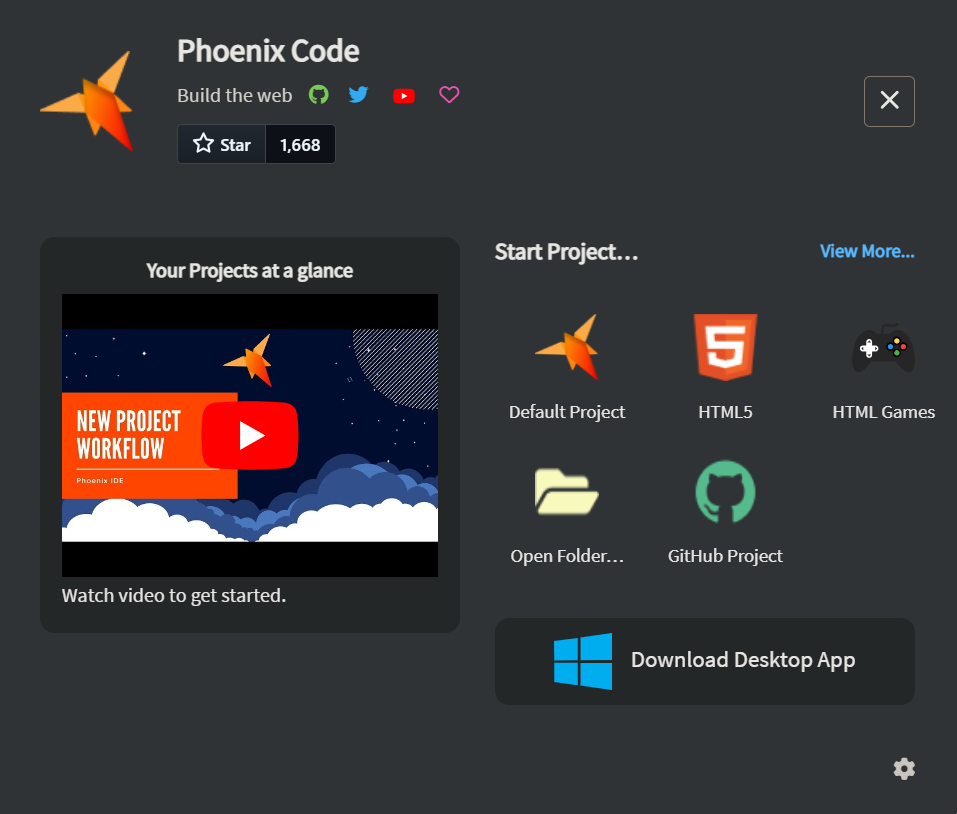 Phoenix Code
Build the web
Star 1,668
Your Projects at a glance
NEW PROJECT
WORKFLOW
Phoenix IDE
Watch video to get started.
Start Project…
View More...
Default Project
HTML5
HTML Games
Open Folder…
GitHub Project
Download Desktop App